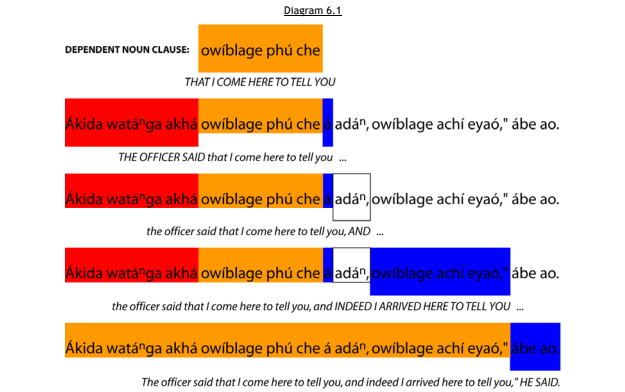 Diagram 6.1
DEPENDENT NOUN CLAUSE: owíblage phú che
THAT I COME HERE TO TELL YOU
Ákida watáⁿga akhá owíblage phú che á adáⁿ, owíblage achí eyaó," ábe ao.
THE OFFICER SAID that I come here to tell you ...
Ákida watáⁿga akhá owíblage phú che á adáⁿ, owíblage achí eyaó," ábe ao.
the officer said that I come here to tell you, AND ...
Ákida watáⁿga akhá owíblage phú che á adáⁿ, owíblage achí eyaó," ábe ao.
the officer said that I come here to tell you, and INDEED I ARRIVED HERE TO TELL YOU ...
Ákida watáⁿga akhá owíblage phú che á adáⁿ, owíblage achí eyaó," ábe ao.
The officer said that I come here to tell you, and indeed I arrived here to tell you," HE SAID.